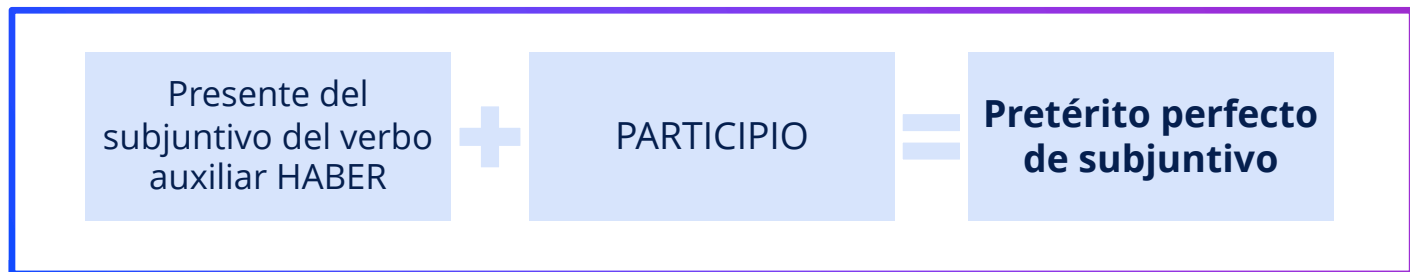 Presente del
subjuntivo del verbo
auxiliar HABER
+
PARTICIPIO
=
Pretérito perfecto
de subjuntivo